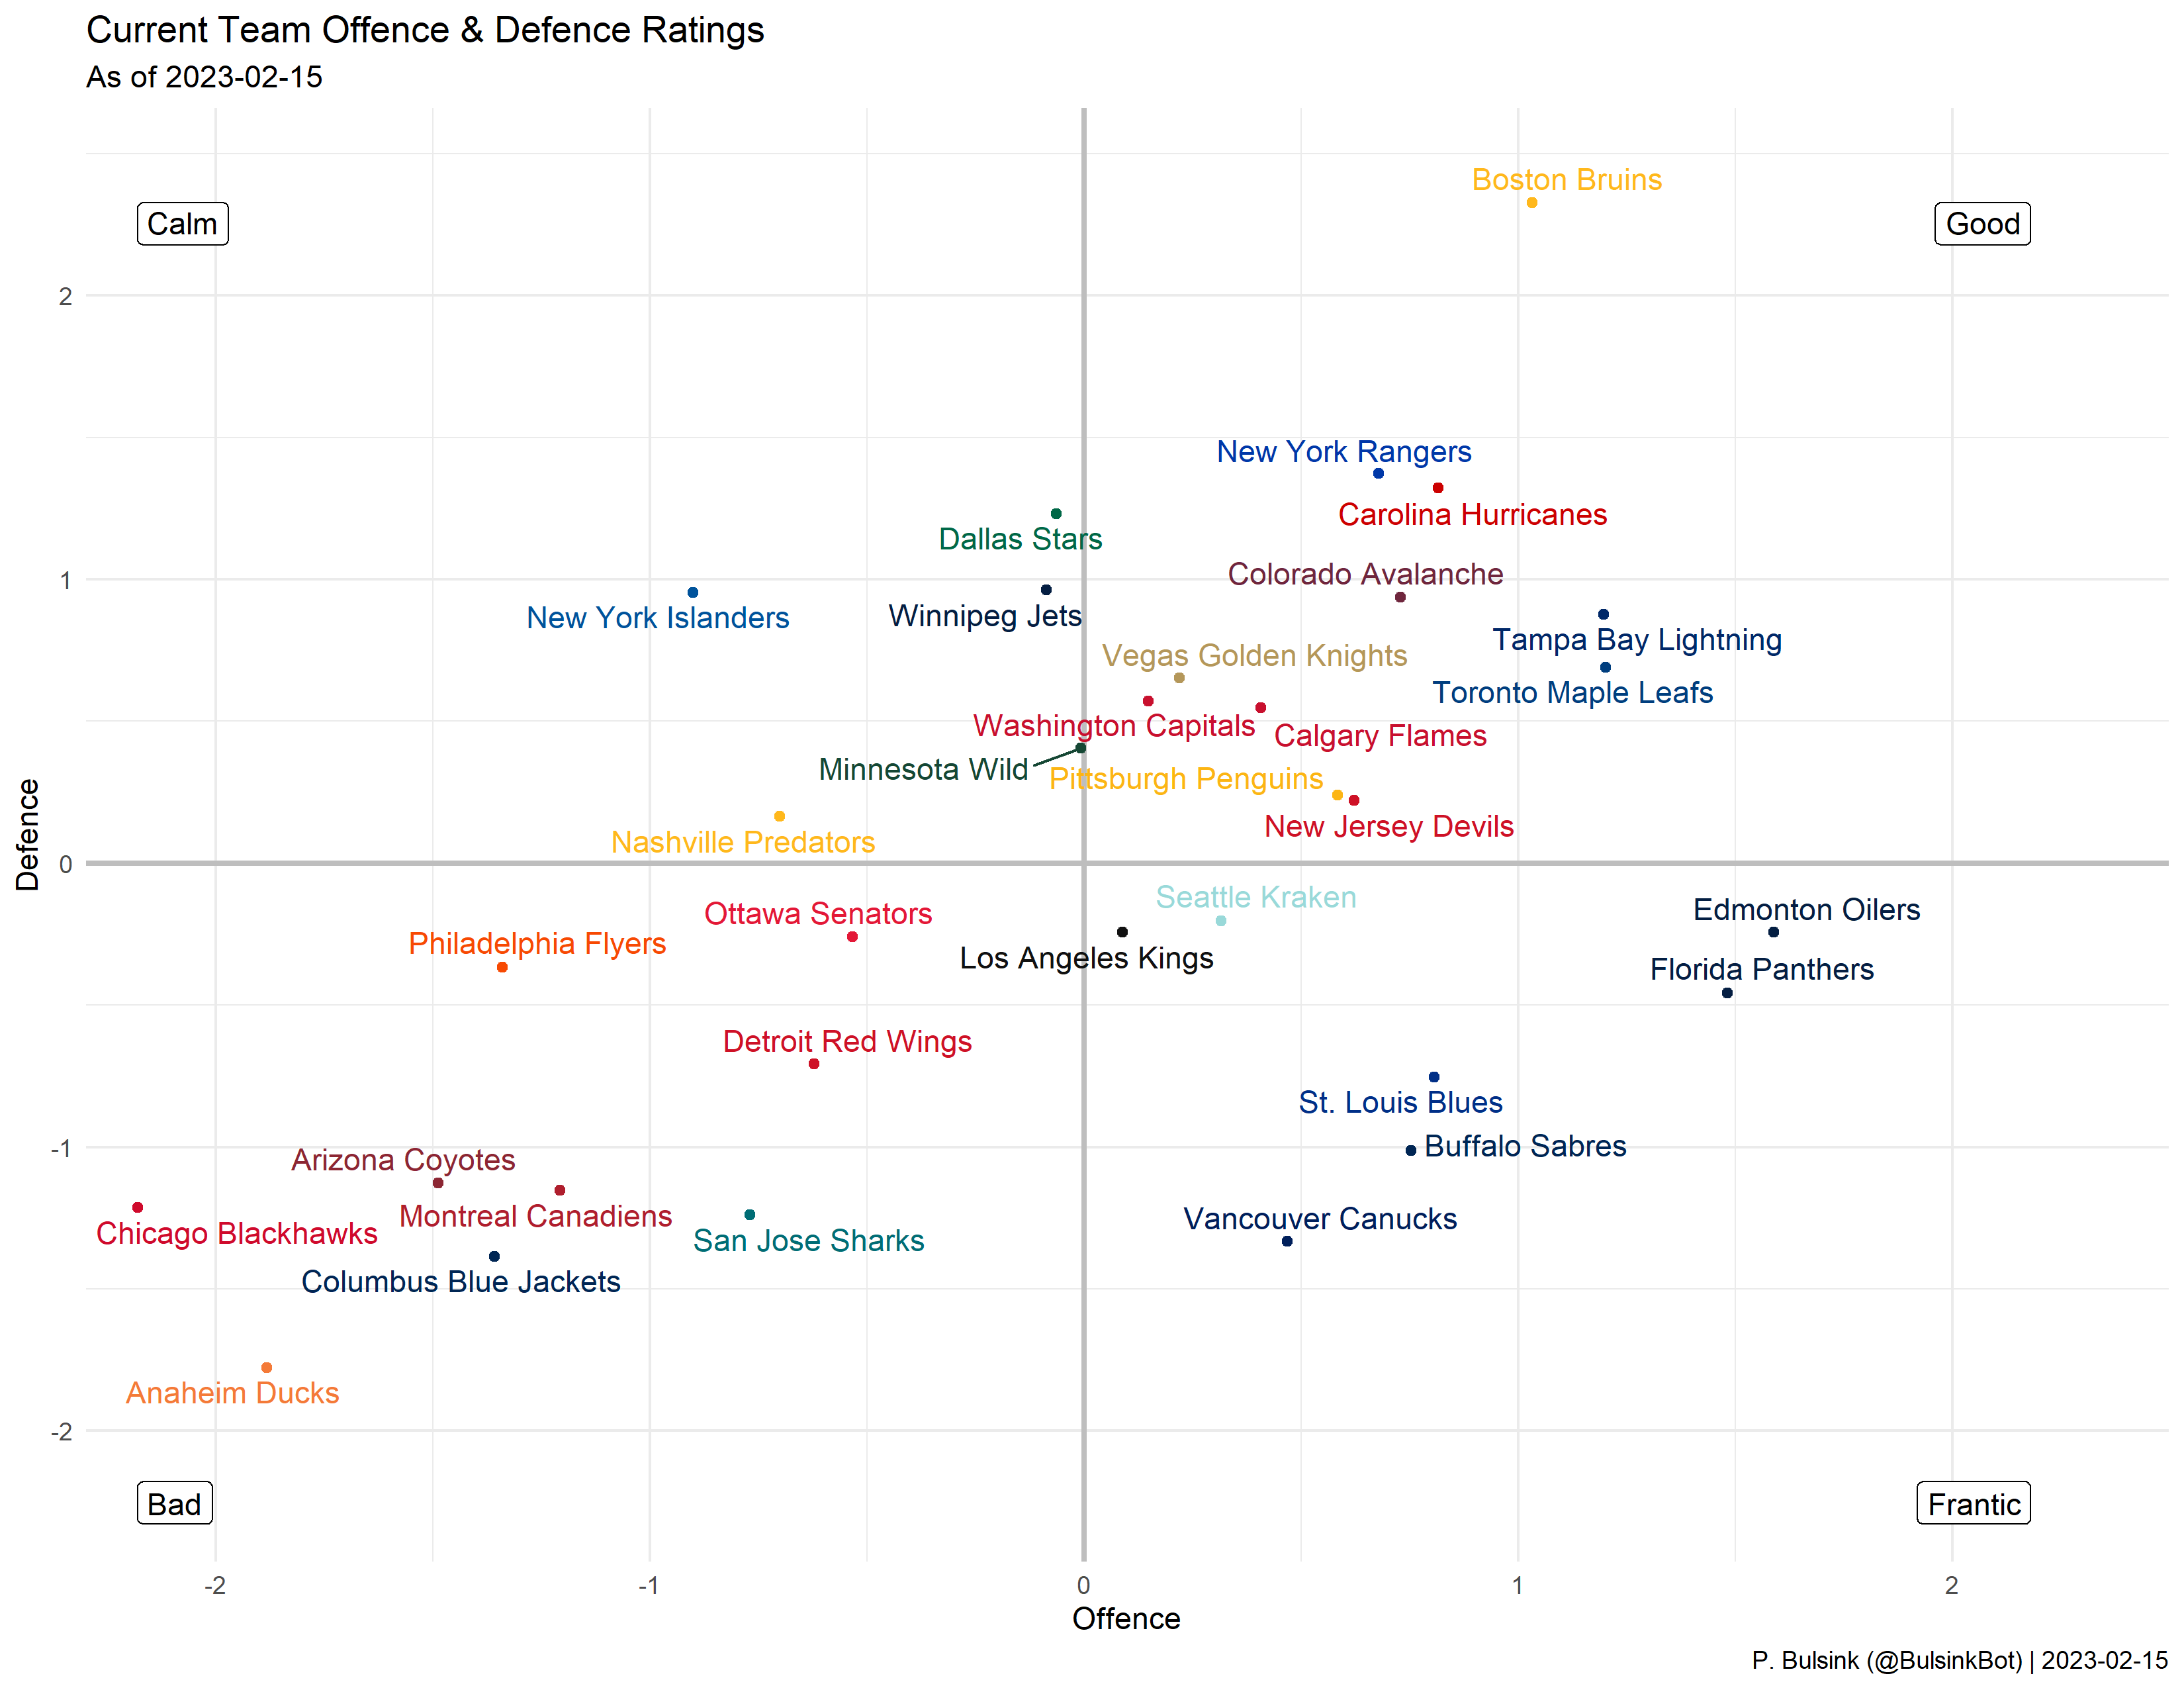 Current Team Offence & Defence Ratings
As of 2023-02-15
Boston Bruins
Calm
Good
2
New York Rangers
Carolina Hurricanes
Dallas Stars
Colorado Avalanche
1
New York Islanders
Winnipeg Jets
Tampa Bay Lightning
Vegas Golden Knights
Toronto Maple Leafs
Washington Capitals
Calgary Flames
Minnesota Wild
Pittsburgh Penguins
New Jersey Devils
Nashville Predators
Defence
0
Seattle Kraken
Edmonton Oilers
Ottawa Senators
Philadelphia Flyers
Los Angeles Kings
Florida Panthers
Detroit Red Wings
St. Louis Blues
-1
Buffalo Sabres
Arizona Coyotes
Montreal Canadiens
Vancouver Canucks
Chicago Blackhawks
San Jose Sharks
Columbus Blue Jackets
Anaheim Ducks
-2
Bad
Frantic
-2 -1 0 1 2
Offence
P. Bulsink (@BulsinkBot) | 2023-02-15